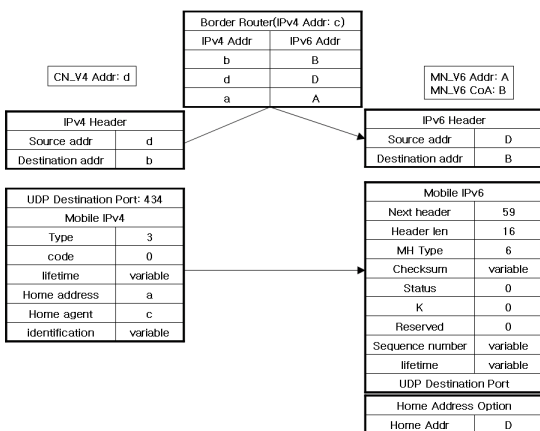 Border Router(IPv4 Addr: c)
IPv4 Addr IPv6 Addr
b B
d D
a A
CN_V4 Addr: d
MN_V6 Addr: A
MN_V6 CoA: B
IPv4 Header
Source addr d
Destination addr b
IPv6 Header
Source addr D
Destination addr B
UDP Destination Port: 434
Mobile IPv4
Type 3
code 0
lifetime variable
Home address a
Home agent c
identification variable
Mobile IPv6
Next header 59
Header len 16
MH Type 6
Checksum variable
Status 0
K 0
Reserved 0
Sequence number variable
lifetime variable
UDP Destination Port
Home Address Option
Home Addr D